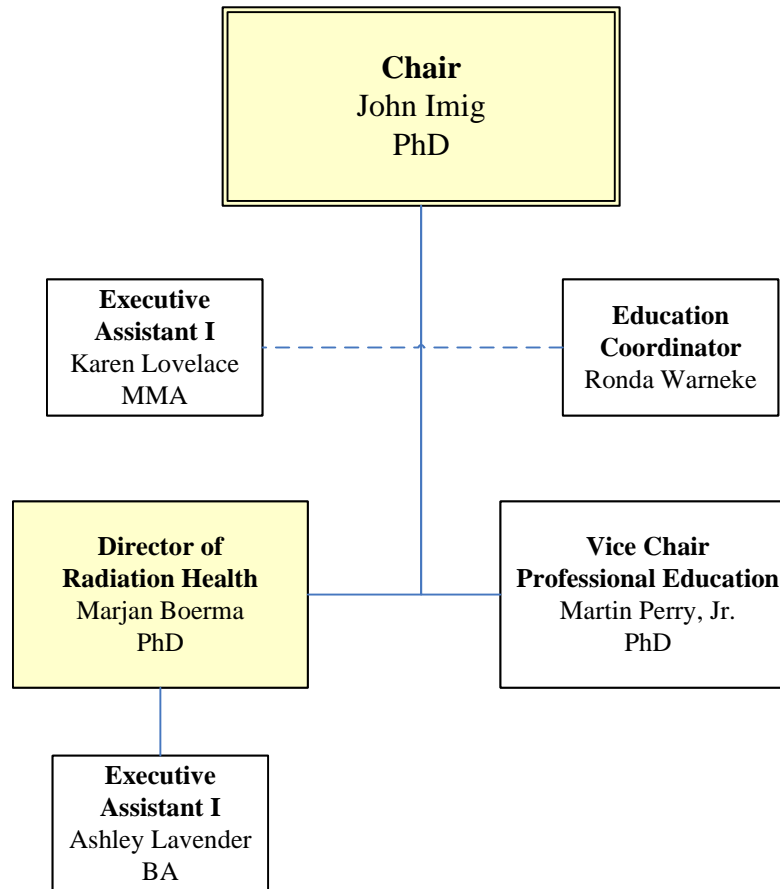 Chair
John Imig
PhD
Executive
Assistant I
Karen Lovelace
MMA
Education
Coordinator
Ronda Warneke
Director of
Radiation Health
Marjan Boerma
PhD
Vice Chair
Professional Education
Martin Perry, Jr.
PhD
Executive
Assistant I
Ashley Lavender
BA